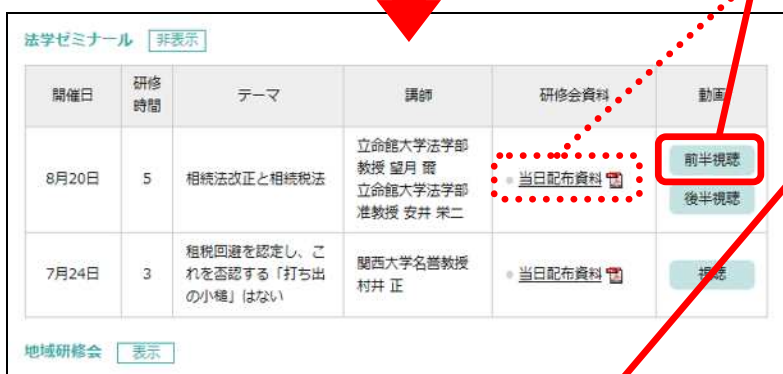 法学ゼミナール 非表示
開催日 研修時間 テーマ 講師 研修会資料 動画
8月20日 5 相続法改正と相続税法
立命館大学法学部
教授 望月 爾
立命館大学法学部
准教授 安井 栄二
当日配布資料
前半視聴
後半視聴
7月24日 3
租税回避を認定し、こ
れを否認する「打ち出
の小槌」はない
関西大学名誉教授
村井 正
当日配布資料
視聴
地域研修会 表示